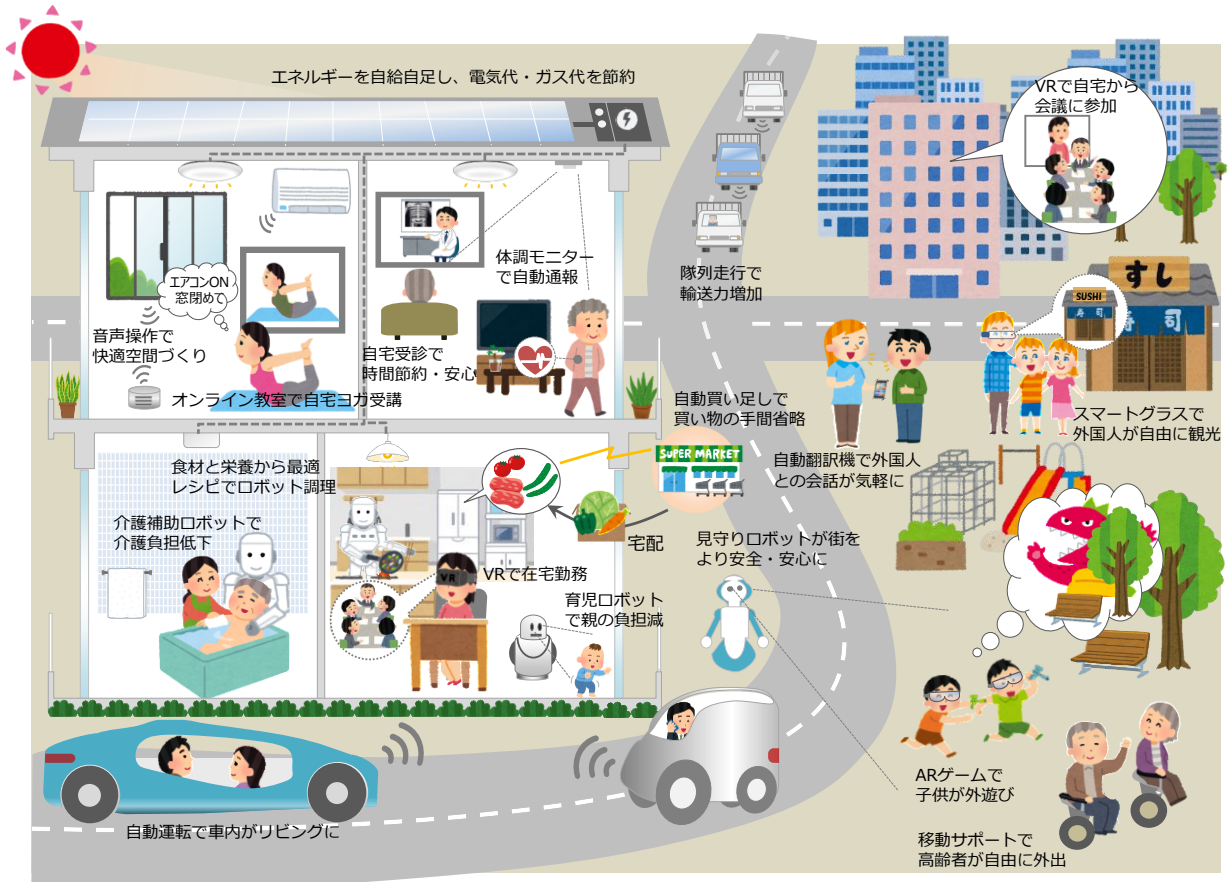 エネルギーを自給自足し、電気代・ガス代を節約
VRで自宅から
会議に参加
エアコンON
窓閉めて
音声操作で
快適空間づくり
オンライン教室で自宅ヨガ受講
自宅受診で
時間節約・安心
体調モニター
で自動通報
隊列走行で
輸送力増加
すし
寿司
SUSHI
寿司
スマートグラスで
外国人が自由に観光
自動翻訳機で外国人
との会話が気軽に
自動買い足しで
買い物の手間省略
SUPER MARKET
宅配
食材と栄養から最適
レシピでロボット調理
介護補助ロボットで
介護負担低下
VR
VRで在宅勤務
育児ロボット
で親の負担減
見守りロボットが街を
より安全・安心に
ARゲームで
子供が外遊び
移動サポートで
高齢者が自由に外出
自動運転で車内がリビングに